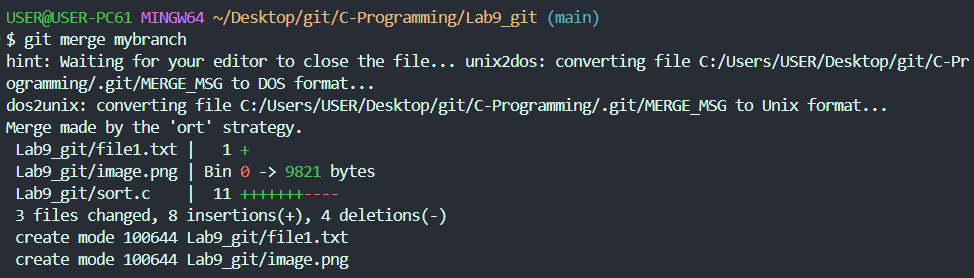 USER@USER-PC61 MINGW64 ~/Desktop/git/C-Programming/Lab9_git (main)
$ git merge mybranch
hint: Waiting for your editor to close the file... unix2dos: converting file C:/Users/USER/Desktop/git/C-Pr
ogramming/.git/MERGE_MSG to DOS format...
dos2unix: converting file C:/Users/USER/Desktop/git/C-Programming/.git/MERGE_MSG to Unix format...
Merge made by the 'ort' strategy.
 Lab9_git/file1.txt |   1 +
 Lab9_git/image.png | Bin 0 -> 9821 bytes
 Lab9_git/sort.c    |  11 +++++++----
 3 files changed, 8 insertions(+), 4 deletions(-)
 create mode 100644 Lab9_git/file1.txt
 create mode 100644 Lab9_git/image.png